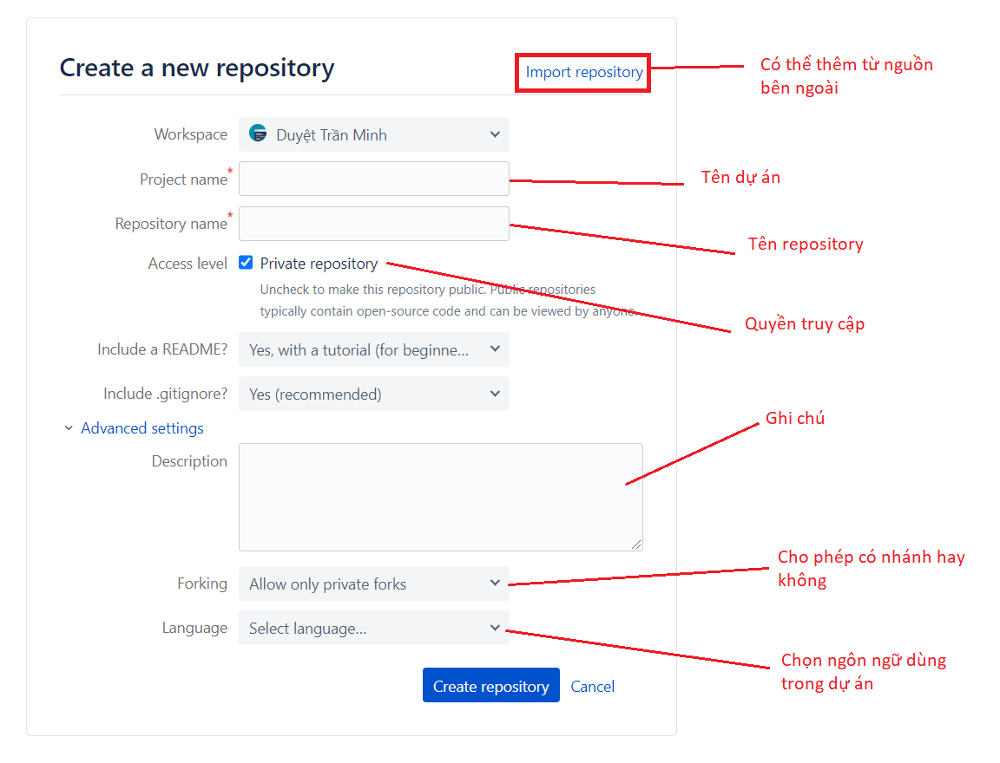 Create a new repository
Import repository
Có thể thêm từ nguồn
bên ngoài
Workspace
Duyệt Trần Minh
Project name*
Tên dự án
Repository name*
Tên repository
Access level
Private repository
Uncheck to make this repository public. Public repositories
typically contain open-source code and can be viewed by anyone.
Quyền truy cập
Include a README?
Yes, with a tutorial (for beginne...
Include .gitignore?
Yes (recommended)
Advanced settings
Ghi chú
Description
Cho phép có nhánh hay
không
Forking
Allow only private forks
Language
Select language...
Chọn ngôn ngữ dùng
trong dự án
Create repository
Cancel